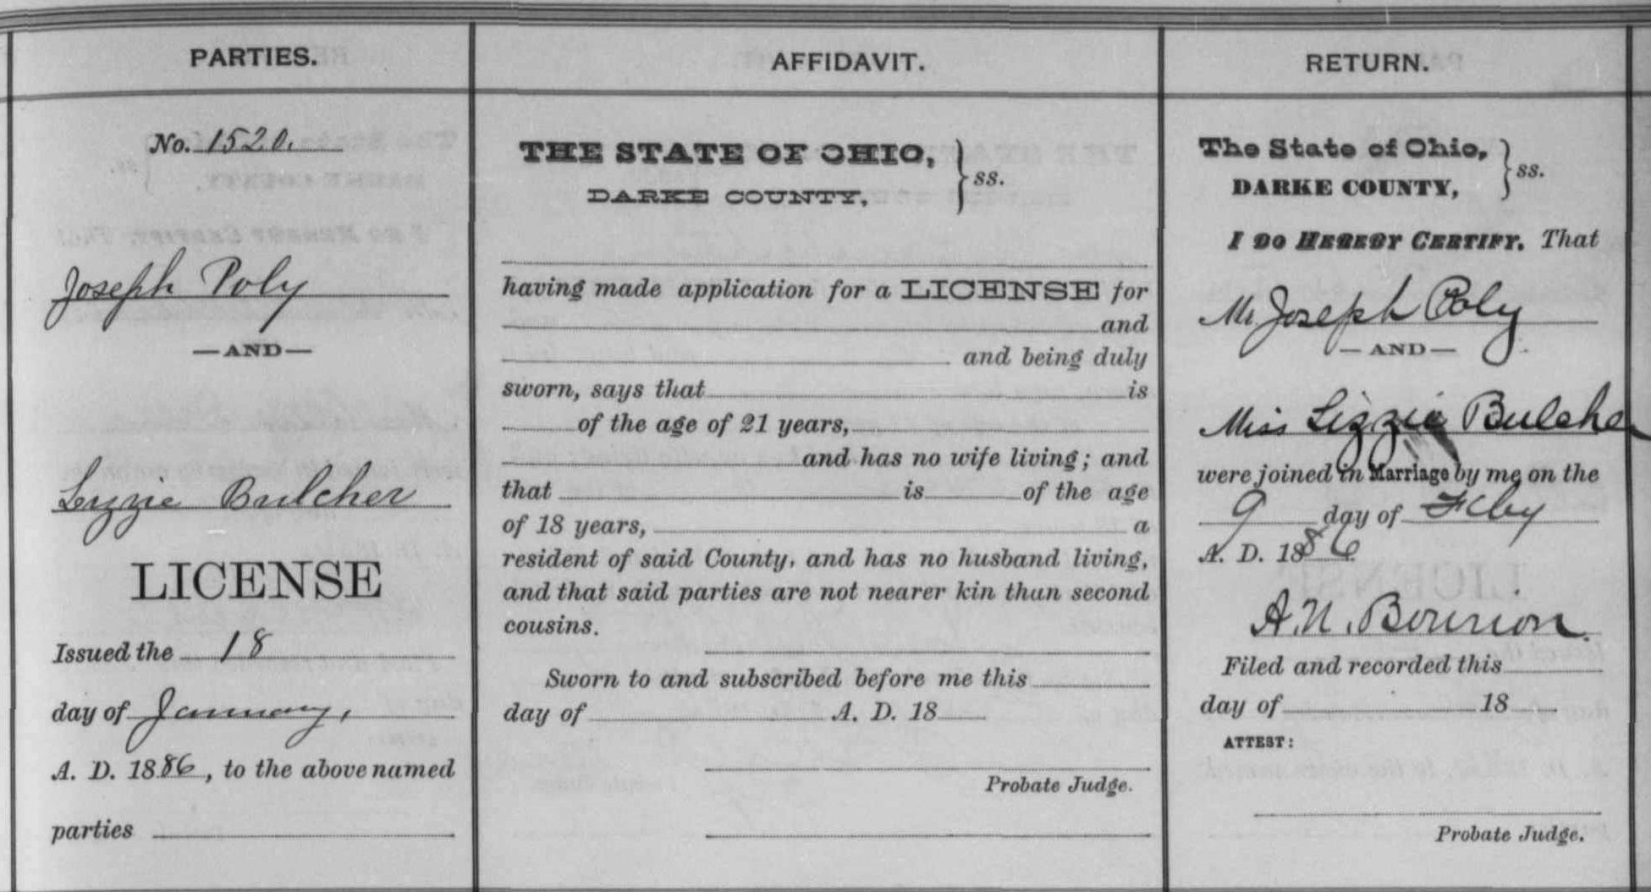 PARTIES.
No. 1520.
Joseph Poly
—AND—
Lizzie Bulcher
LICENSE
Issued the 18
day of January,
A. D. 1886, to the above named
parties
AFFIDAVIT.
THE STATE OF OHIO, } ss.
DARKE COUNTY,
having made application for a LICENSE for
and
and being duly
sworn, says that is
of the age of 21 years,
and has no wife living; and
that is of the age
of 18 years, a
resident of said County, and has no husband living,
and that said parties are not nearer kin than second
cousins.
Sworn to and subscribed before me this
day of A. D. 18
Probate Judge.
RETURN.
The State of Ohio, } ss.
DARKE COUNTY,
I DO HEREBY CERTIFY, That
Mr Joseph Poly
—AND—
Miss Lizzie Bulcher
were joined in Marriage by me on the
9 day of Feby
A. D. 1886
A. N. Bourion.
Filed and recorded this
day of 18
ATTEST:
Probate Judge.